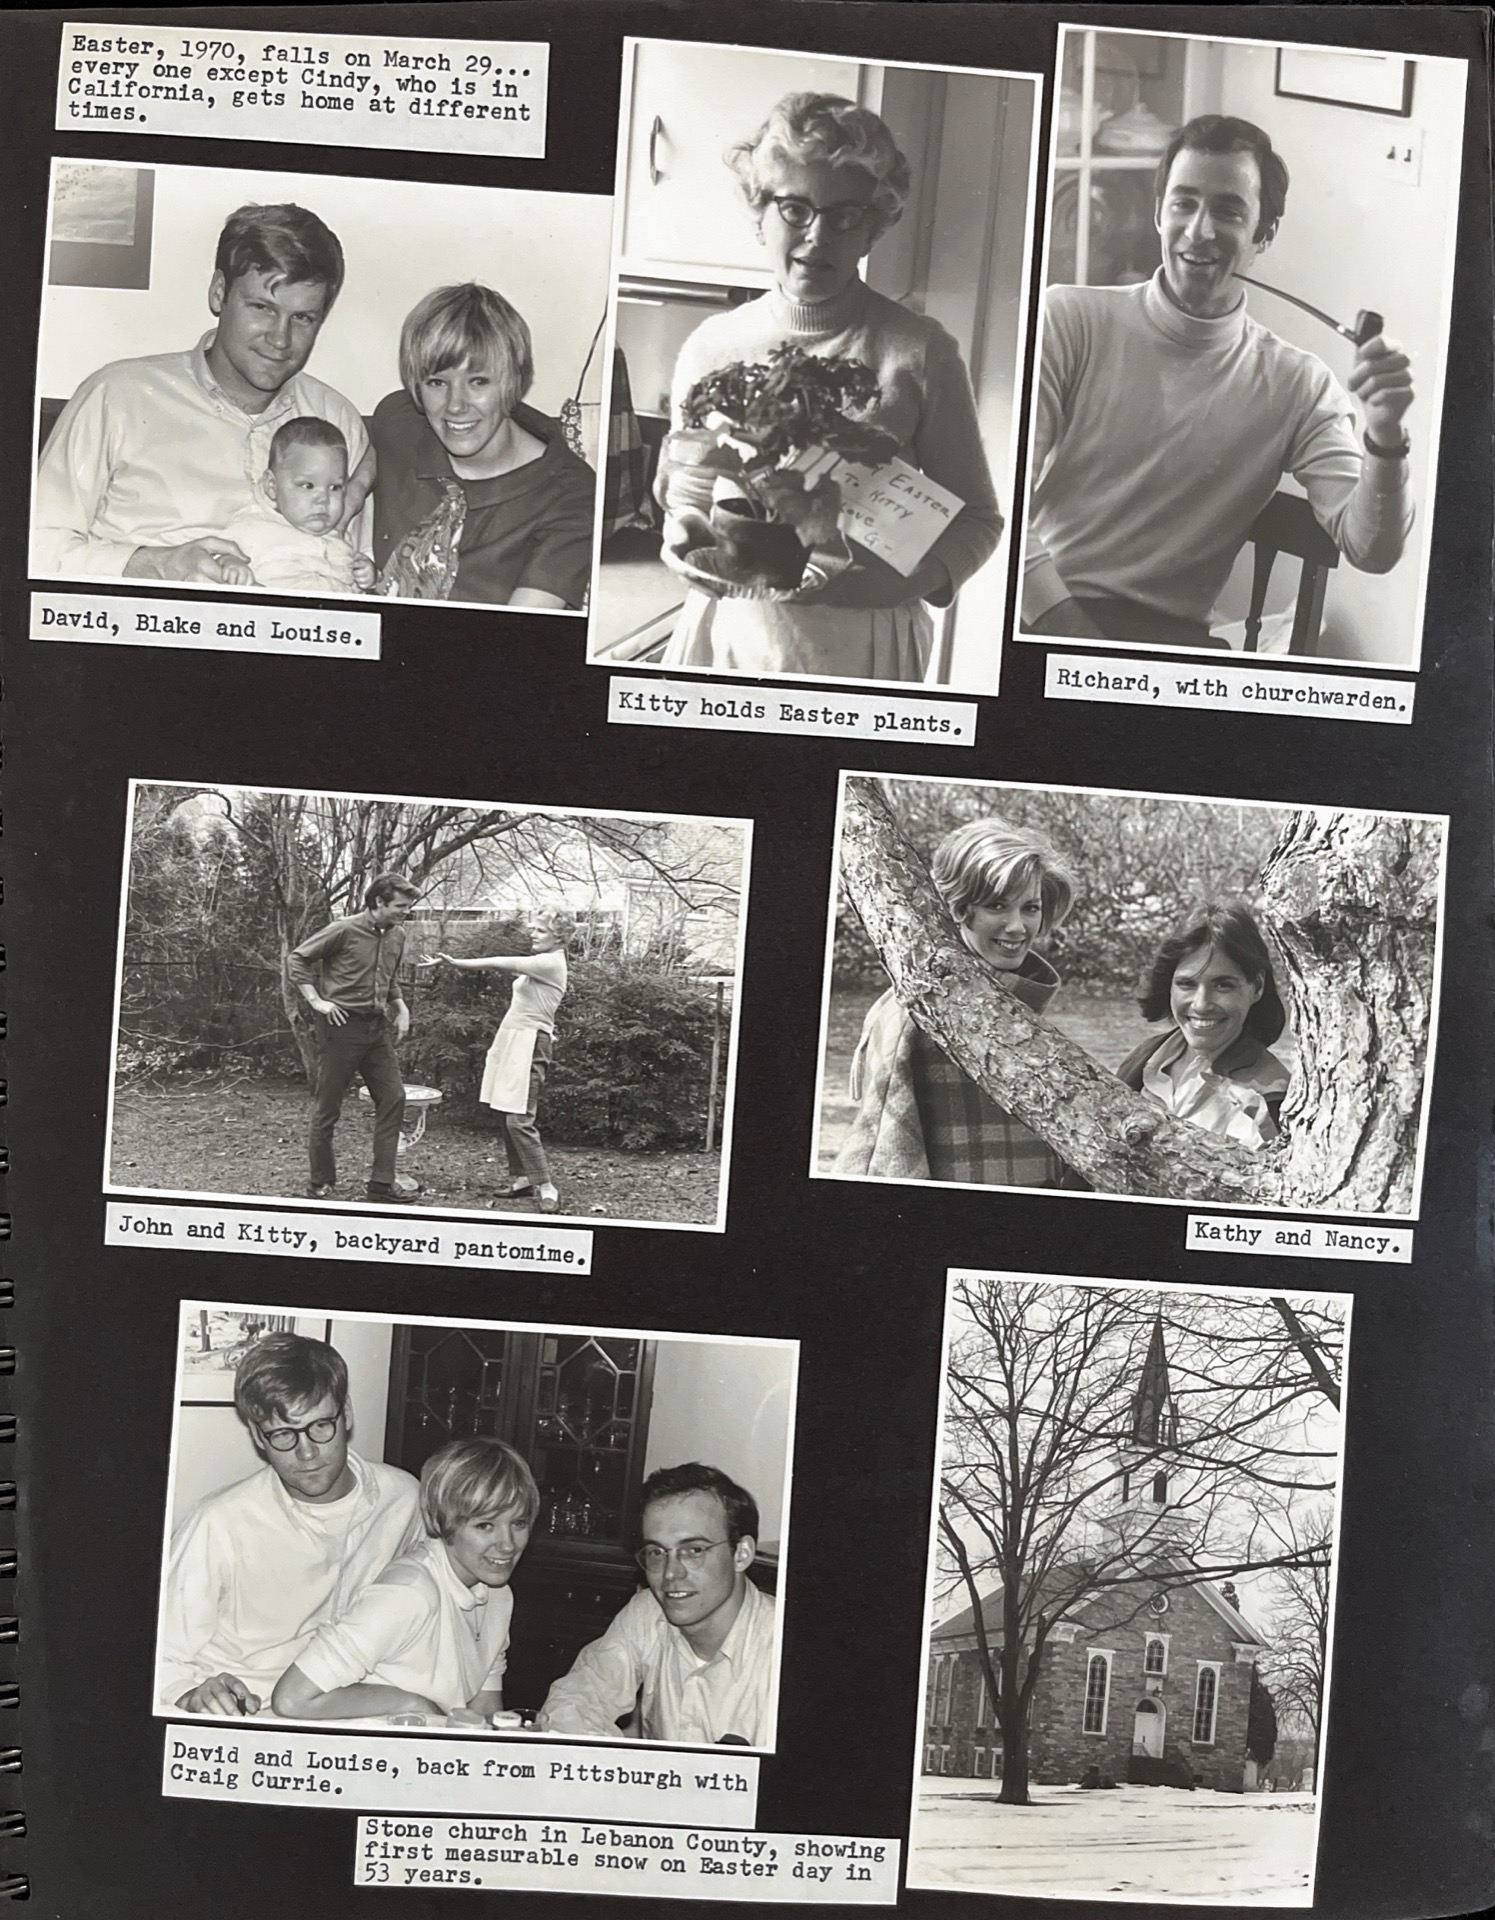 Easter, 1970, falls on March 29...
every one except Cindy, who is in
California, gets home at different
times.
David, Blake and Louise.
EASTER
To KITTY
Love
G-
Kitty holds Easter plants.
Richard, with churchwarden.
John and Kitty, backyard pantomime.
Kathy and Nancy.
David and Louise, back from Pittsburgh with
Craig Currie.
Stone church in Lebanon County, showing
first measurable snow on Easter day in
53 years.